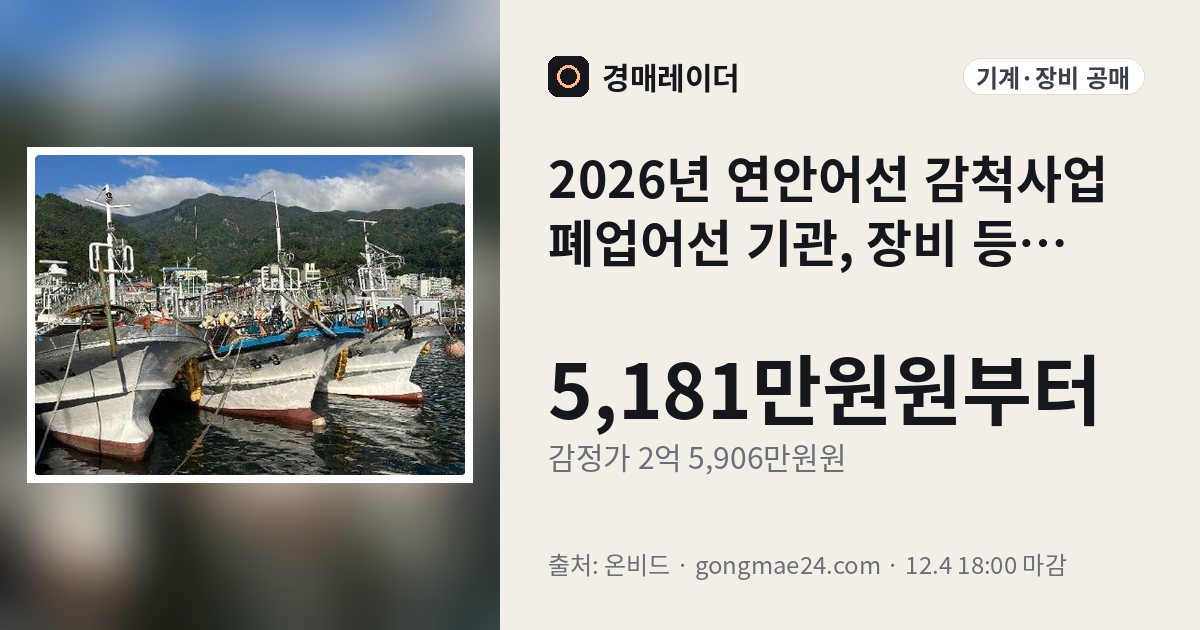 경매레이더
기계·장비 공매
2026년 연안어선 감척사업
폐업어선 기관, 장비 등…
5,181만원원부터
감정가 2억 5,906만원원
출처: 온비드 · gongmae24.com · 12.4 18:00 마감